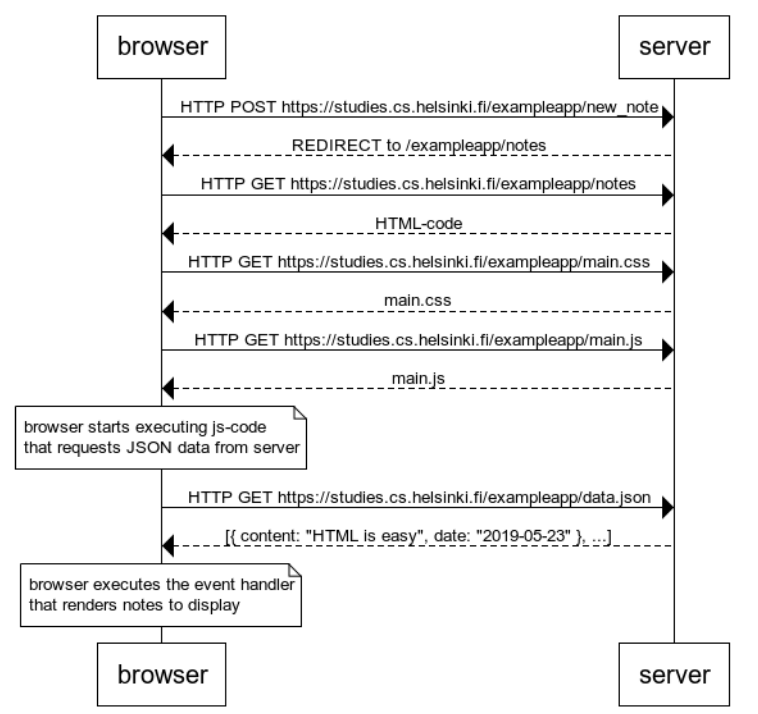 browser server
HTTP POST https://studies.cs.helsinki.fi/exampleapp/new_note
REDIRECT to /exampleapp/notes
HTTP GET https://studies.cs.helsinki.fi/exampleapp/notes
HTML-code
HTTP GET https://studies.cs.helsinki.fi/exampleapp/main.css
main.css
HTTP GET https://studies.cs.helsinki.fi/exampleapp/main.js
main.js
browser starts executing js-code
that requests JSON data from server
HTTP GET https://studies.cs.helsinki.fi/exampleapp/data.json
[{ content: "HTML is easy", date: "2019-05-23" }, ...]
browser executes the event handler
that renders notes to display
browser server